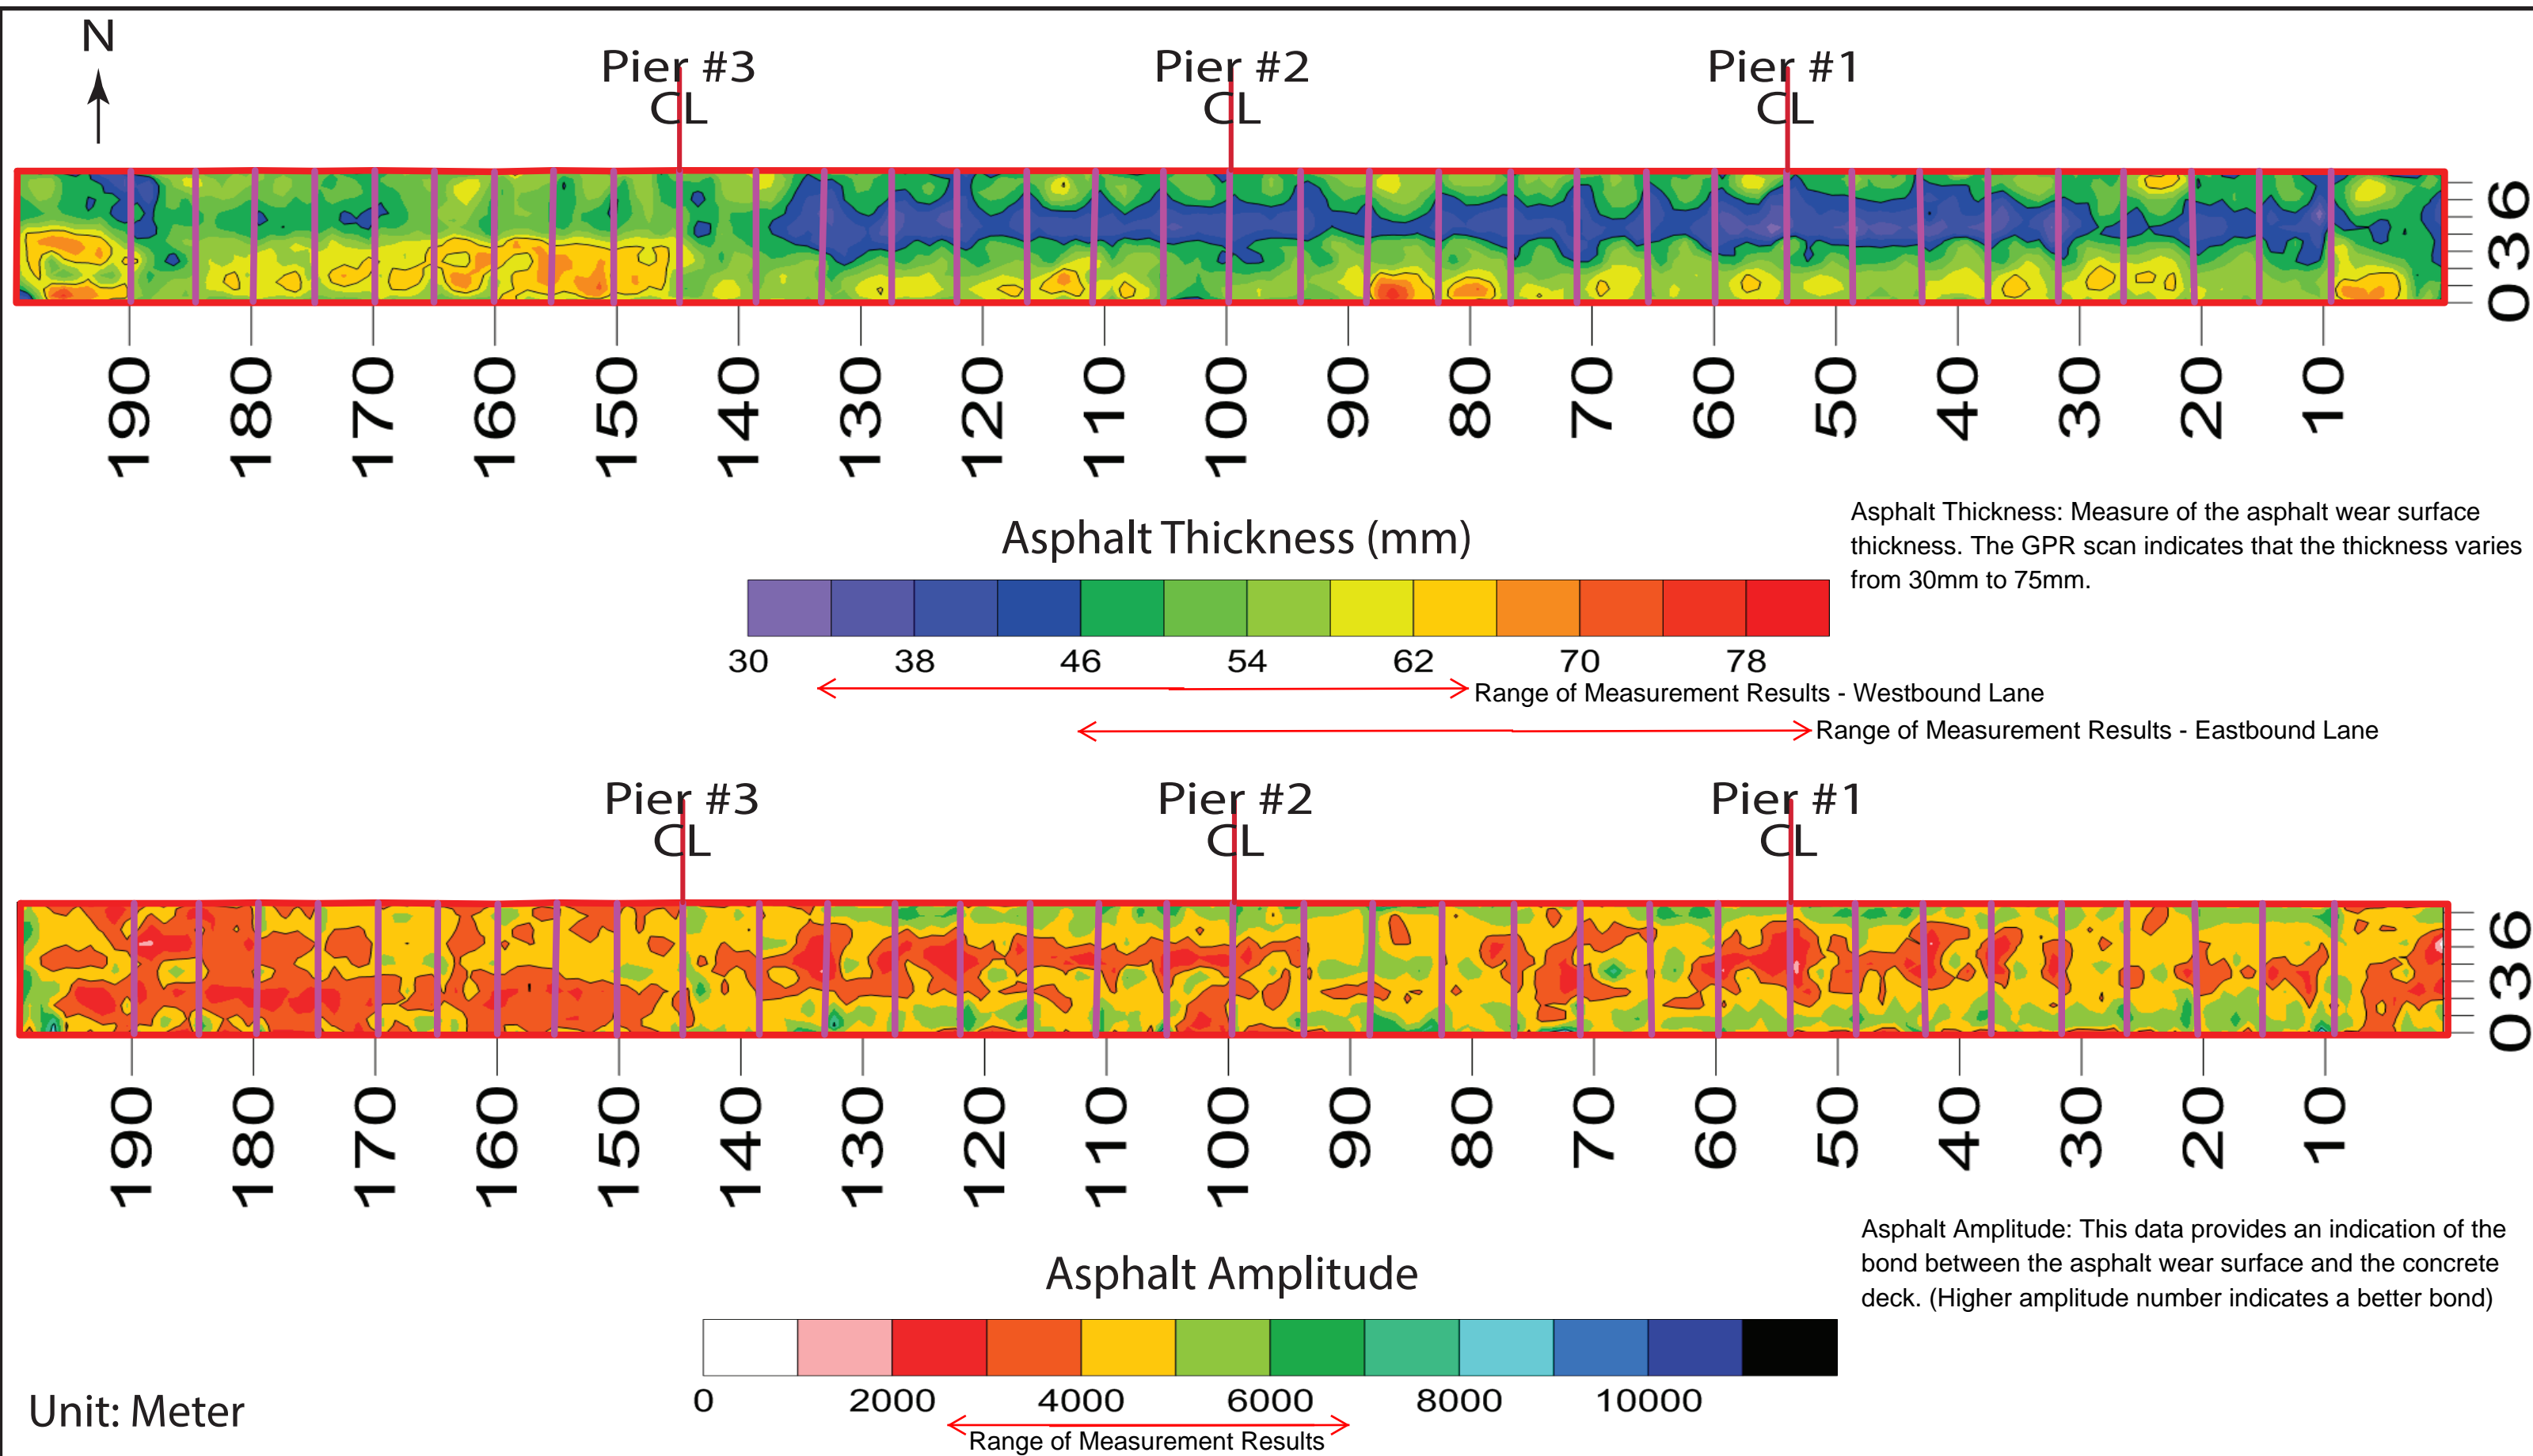 N
Pier #3
CL
Pier #2
CL
Pier #1
CL
0 3 6
190 180 170 160 150 140 130 120 110 100 90 80 70 60 50 40 30 20 10
Asphalt Thickness: Measure of the asphalt wear surface
thickness. The GPR scan indicates that the thickness varies
from 30mm to 75mm.
Asphalt Thickness (mm)
30 38 46 54 62 70 78
Range of Measurement Results - Westbound Lane
Range of Measurement Results - Eastbound Lane
Pier #3
CL
Pier #2
CL
Pier #1
CL
0 3 6
190 180 170 160 150 140 130 120 110 100 90 80 70 60 50 40 30 20 10
Asphalt Amplitude: This data provides an indication of the
bond between the asphalt wear surface and the concrete
deck. (Higher amplitude number indicates a better bond)
Asphalt Amplitude
0 2000 4000 6000 8000 10000
Range of Measurement Results
Unit: Meter